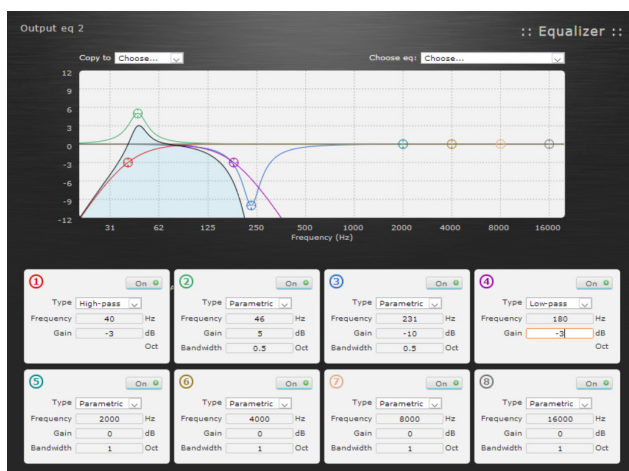 Output eq 2
:: Equalizer ::
Copy to Choose... Choose eq: Choose...
12
9
6
3
0
-3
-6
-9
-12
31 62 125 250 500 1000 2000 4000 8000 16000
Frequency (Hz)
1 On
Type High-pass
Frequency 40 Hz
Gain -3 dB
Oct
2 On
Type Parametric
Frequency 46 Hz
Gain 5 dB
Bandwidth 0.5 Oct
3 On
Type Parametric
Frequency 231 Hz
Gain -10 dB
Bandwidth 0.5 Oct
4 On
Type Low-pass
Frequency 180 Hz
Gain -3 dB
Oct
5 On
Type Parametric
Frequency 2000 Hz
Gain 0 dB
Bandwidth 1 Oct
6 On
Type Parametric
Frequency 4000 Hz
Gain 0 dB
Bandwidth 1 Oct
7 On
Type Parametric
Frequency 8000 Hz
Gain 0 dB
Bandwidth 1 Oct
8 On
Type Parametric
Frequency 16000 Hz
Gain 0 dB
Bandwidth 1 Oct